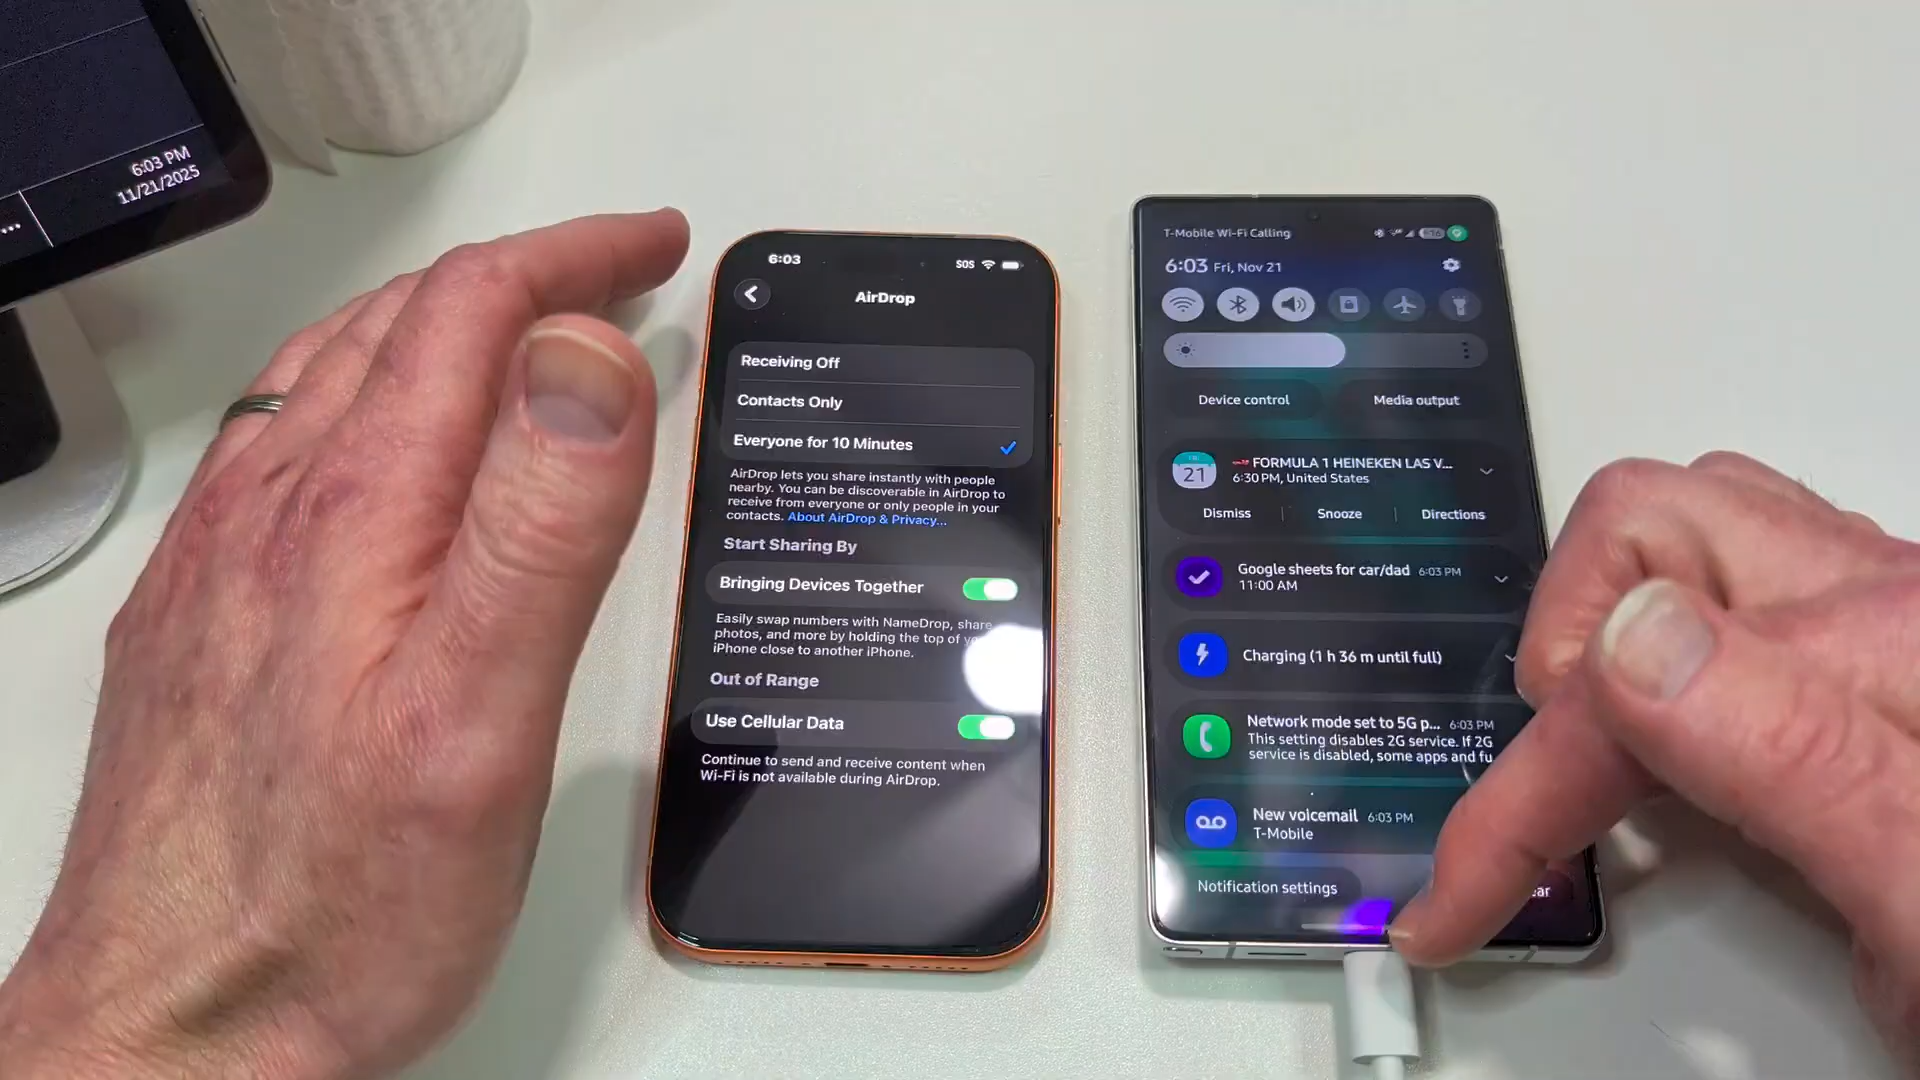 6:03 PM
11/21/2025
...
6:03
SOS
AirDrop
Receiving Off
Contacts Only
Everyone for 10 Minutes
AirDrop lets you share instantly with people
nearby. You can be discoverable in AirDrop to
receive from everyone or only people in your
contacts. About AirDrop & Privacy...
Start Sharing By
Bringing Devices Together
Easily swap numbers with NameDrop, share
photos, and more by holding the top of
iPhone close to another iPhone.
Out of Range
Use Cellular Data
Continue to send and receive content when
Wi-Fi is not available during AirDrop.
T-Mobile Wi-Fi Calling
6:03 Fri, Nov 21
Device control
Media output
21
FORMULA 1 HEINEKEN LAS V...
6:30 PM, United States
Dismiss
Snooze
Directions
Google sheets for car/dad 6:03 PM
11:00 AM
Charging (1 h 36 m until full)
Network mode set to 5G p... 6:03 PM
This setting disables 2G service. If 2G
service is disabled, some apps and fu
New voicemail 6:03 PM
T-Mobile
Notification settings
ear